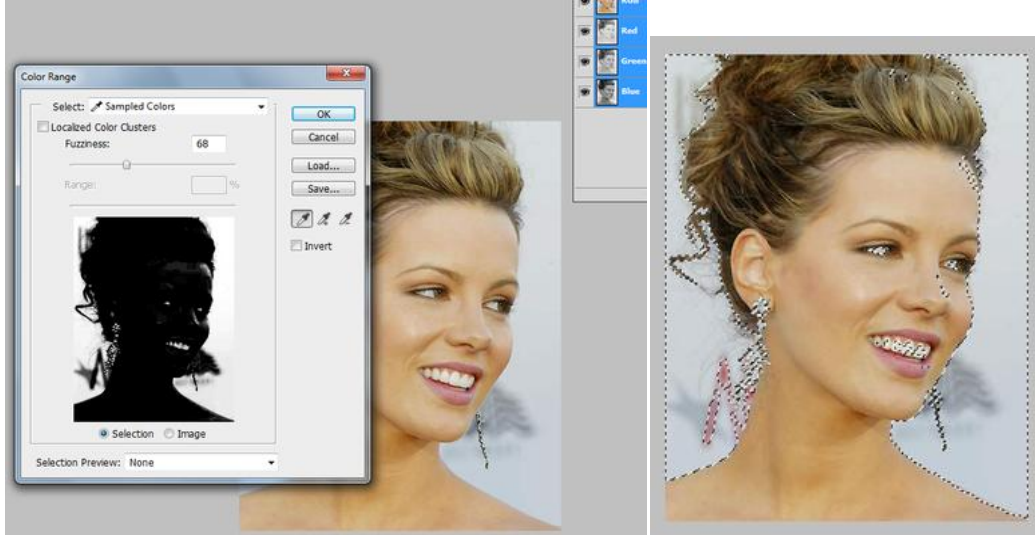 Color Range
Select: Sampled Colors
Localized Color Clusters
Fuzziness: 68
Range: %
Selection Image
Selection Preview: None
OK
Cancel
Load...
Save...
Invert
Red
Green
Blue